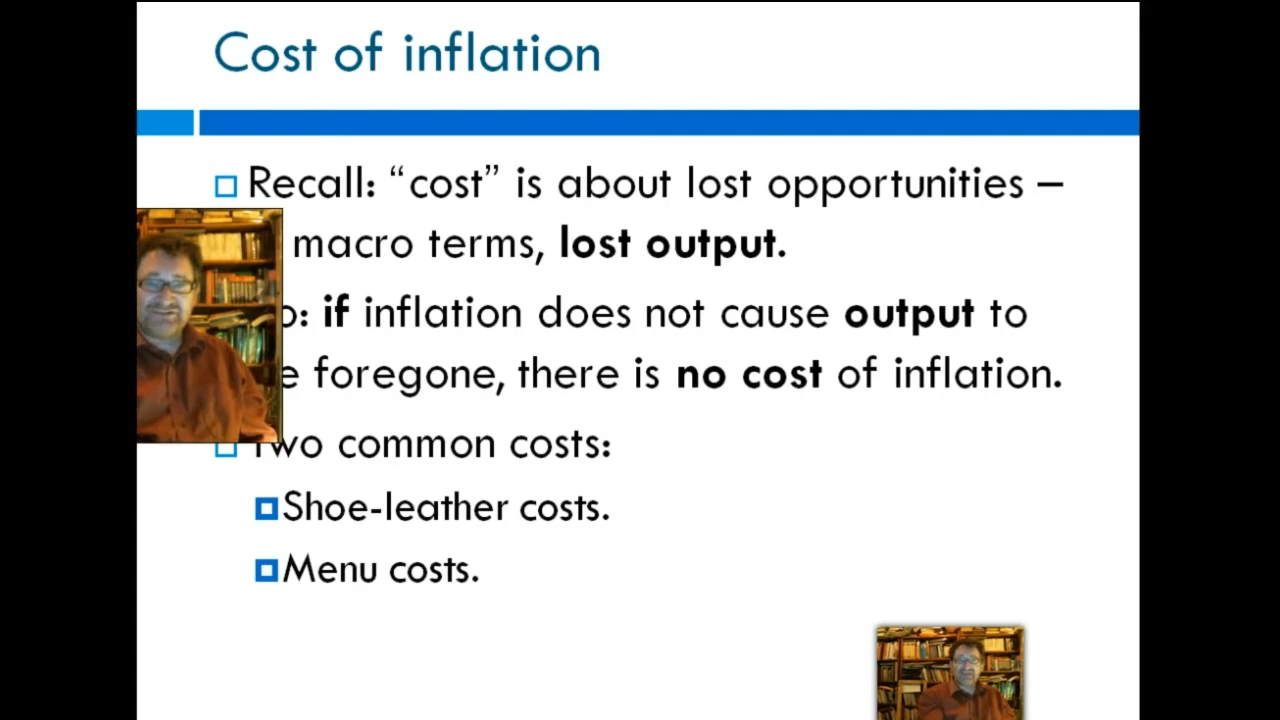 Cost of inflation
Recall: “cost” is about lost opportunities –
macro terms, lost output.
o: if inflation does not cause output to
e foregone, there is no cost of inflation.
Two common costs:
Shoe-leather costs.
Menu costs.